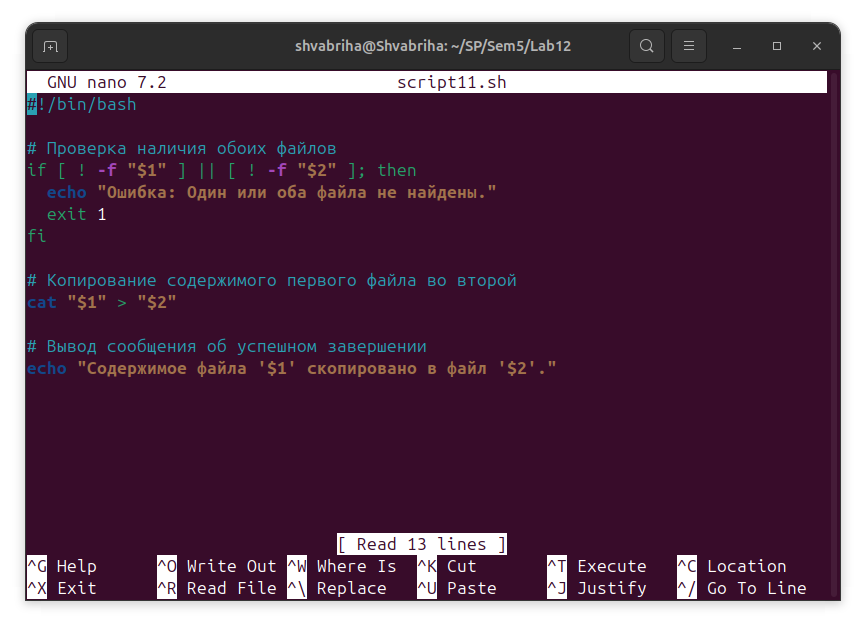 shvabriha@Shvabriha: ~/SP/Sem5/Lab12
GNU nano 7.2 script11.sh
#!/bin/bash
# Проверка наличия обоих файлов
if [ ! -f "$1" ] || [ ! -f "$2" ]; then
  echo "Ошибка: Один или оба файла не найдены."
  exit 1
fi
# Копирование содержимого первого файла во второй
cat "$1" > "$2"
# Вывод сообщения об успешном завершении
echo "Содержимое файла '$1' скопировано в файл '$2'."
[ Read 13 lines ]
^G Help ^O Write Out ^W Where Is ^K Cut ^T Execute ^C Location
^X Exit ^R Read File ^\ Replace ^U Paste ^J Justify ^/ Go To Line